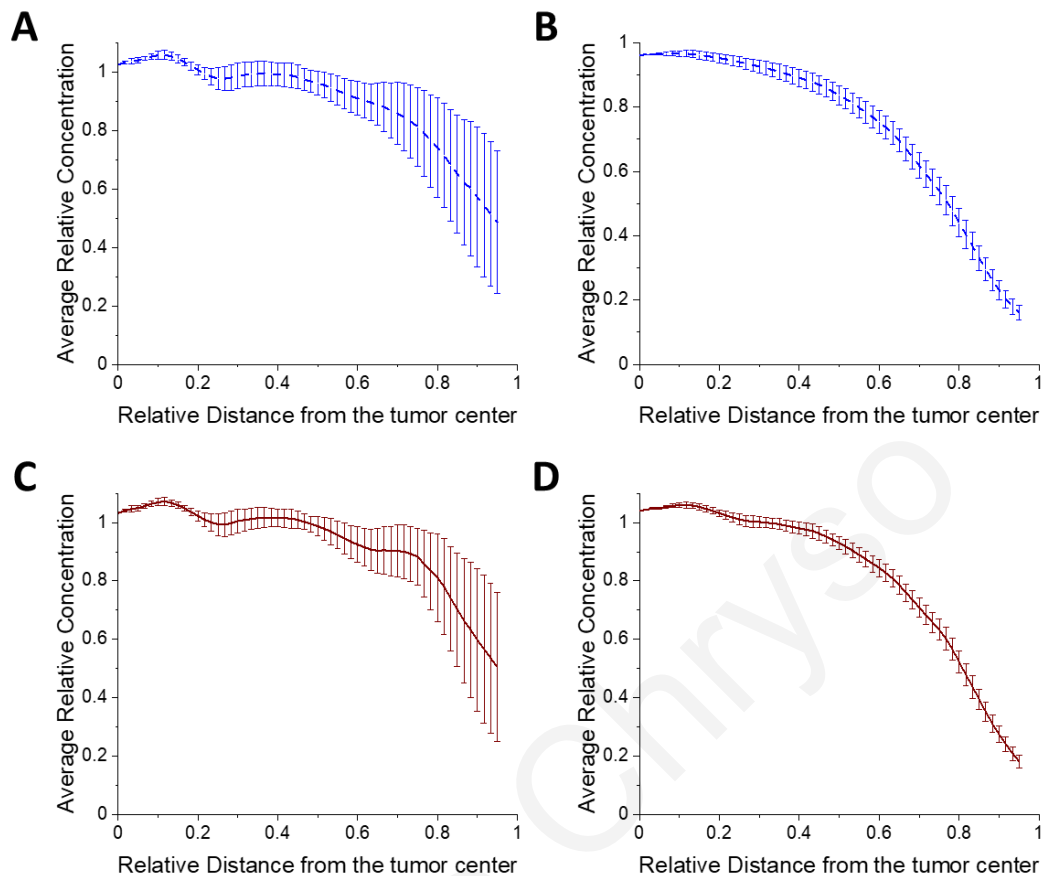 A
Average Relative Concentration
1
0.8
0.6
0.4
0.2
0
0 0.2 0.4 0.6 0.8 1
Relative Distance from the tumor center
B
Average Relative Concentration
1
0.8
0.6
0.4
0.2
0
0 0.2 0.4 0.6 0.8 1
Relative Distance from the tumor center
C
Average Relative Concentration
1
0.8
0.6
0.4
0.2
0
0 0.2 0.4 0.6 0.8 1
Relative Distance from the tumor center
D
Average Relative Concentration
1
0.8
0.6
0.4
0.2
0
0 0.2 0.4 0.6 0.8 1
Relative Distance from the tumor center
Chryso